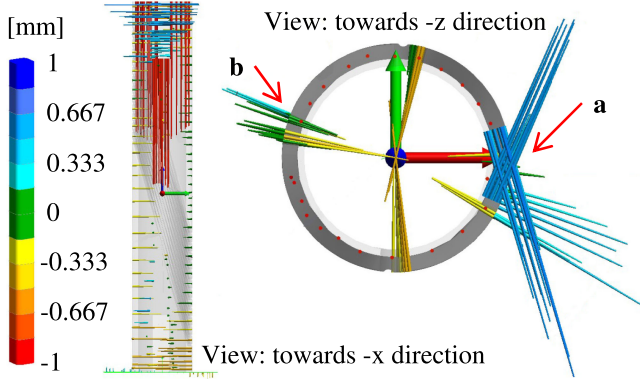 View: towards -z direction
[mm]
1
0.667
0.333
0
-0.333
-0.667
-1
b
a
View: towards -x direction